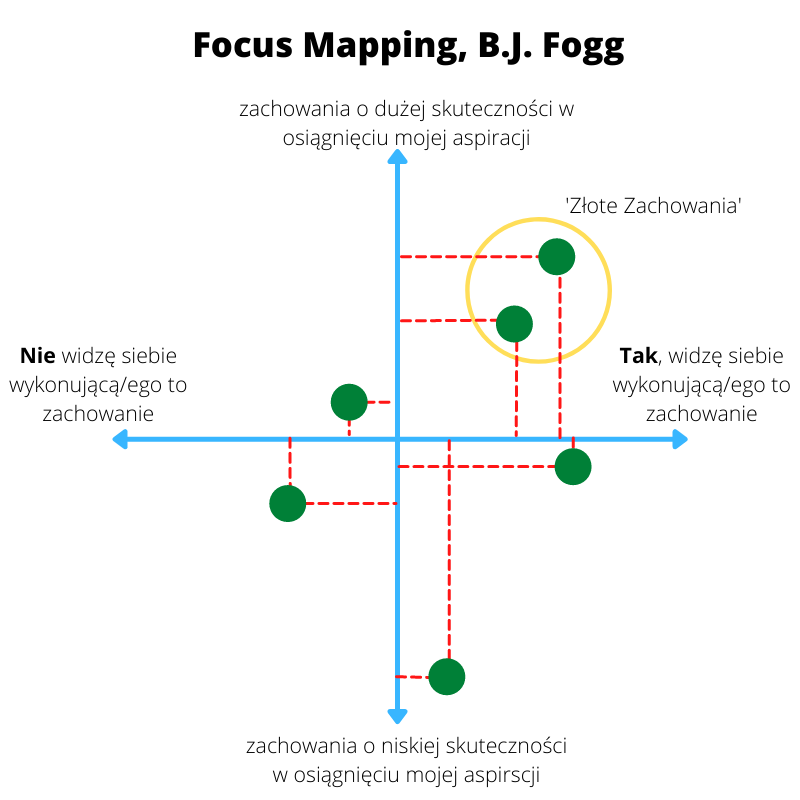 Focus Mapping, B.J. Fogg
zachowania o dużej skuteczności w
osiągnięciu mojej aspiracji
'Złote Zachowania'
Nie widzę siebie
wykonującą/ego to
zachowanie
Tak, widzę siebie
wykonującą/ego to
zachowanie
zachowania o niskiej skuteczności
w osiągnięciu mojej aspirscji